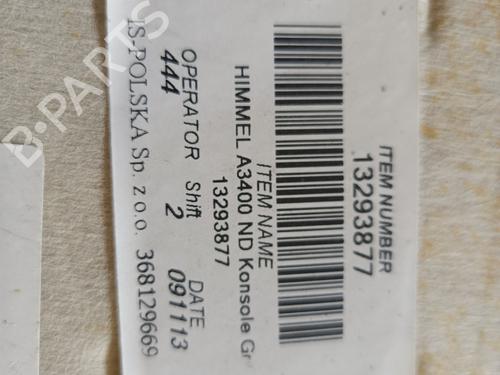 ITEM NUMBER
13293877
ITEM NAME
HIMMEL A3400 ND Konsole Gr
13293877
OPERATOR Shift DATE
444 2 091113
IS-POLSKA Sp. z o.o. 368129669
B-PARTS